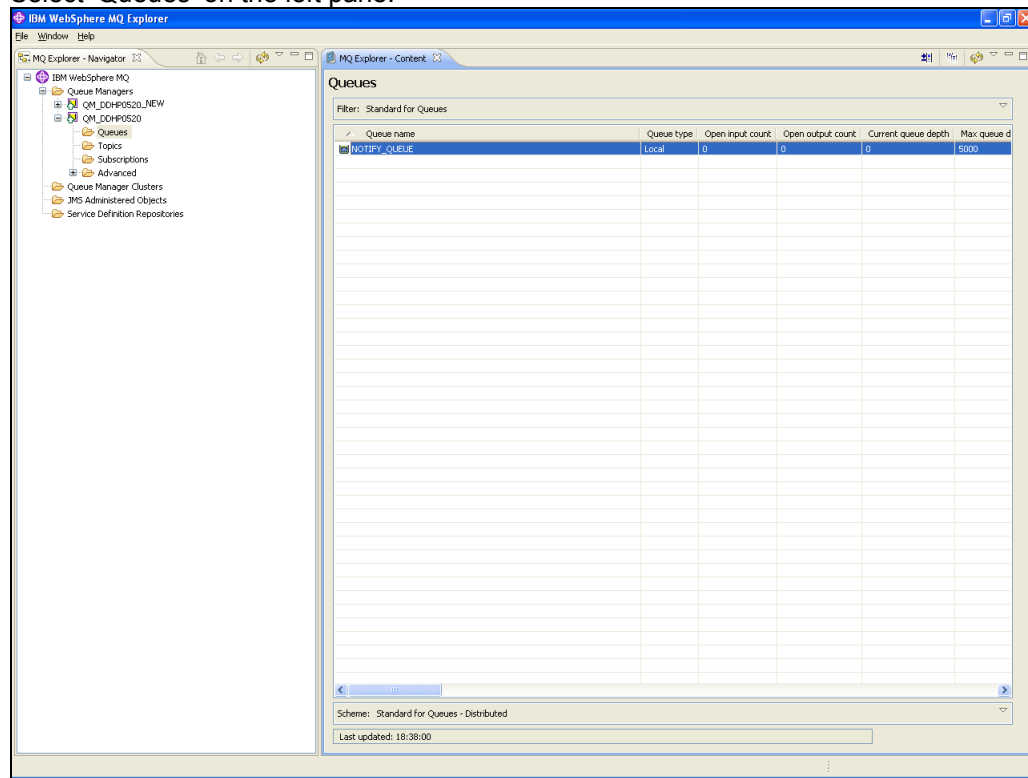 Select 'Queues' on the left pane.
IBM WebSphere MQ Explorer
File Window Help
MQ Explorer - Navigator
MQ Explorer - Content
IBM WebSphere MQ
Queue Managers
QM_DDHP0520_NEW
QM_DDHP0520
Queues
Topics
Subscriptions
Advanced
Queue Manager Clusters
JMS Administered Objects
Service Definition Repositories
Queues
Filter: Standard for Queues
Queue name Queue type Open input count Open output count Current queue depth Max queue d
NOTIFY_QUEUE Local 0 0 0 5000
Scheme: Standard for Queues - Distributed
Last updated: 18:38:00